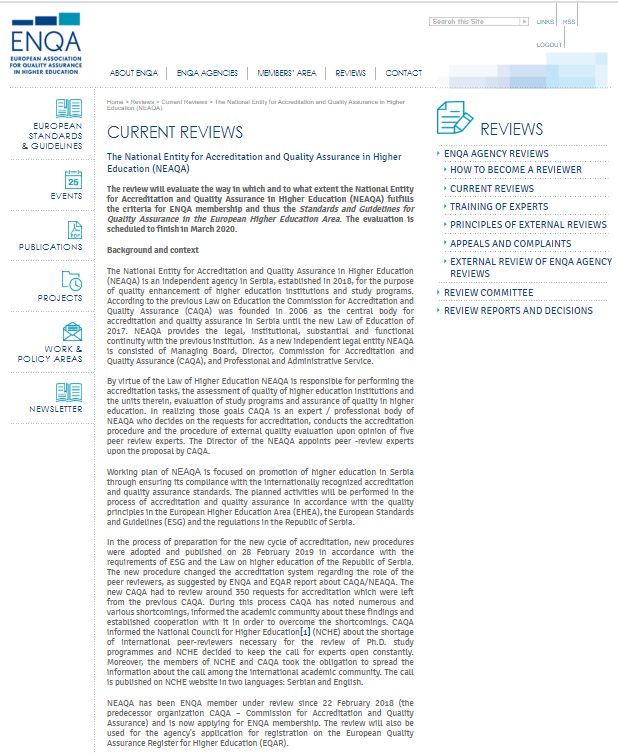 ENQA
EUROPEAN ASSOCIATION
FOR QUALITY ASSURANCE
IN HIGHER EDUCATION
Search this Site
LINKS
RSS
LOGOUT
ABOUT ENQA
ENQA AGENCIES
MEMBERS' AREA
REVIEWS
CONTACT
EUROPEAN
STANDARDS
& GUIDELINES
25
EVENTS
PUBLICATIONS
PROJECTS
WORK &
POLICY AREAS
NEWSLETTER
Home > Reviews > Current Reviews > The National Entity for Accreditation and Quality Assurance in Higher
Education (NEAQA)
CURRENT REVIEWS
The National Entity for Accreditation and Quality Assurance in Higher
Education (NEAQA)
The review will evaluate the way in which and to what extent the National Entity
for Accreditation and Quality Assurance in Higher Education (NEAQA) fulfills
the criteria for ENQA membership and thus the Standards and Guidelines for
Quality Assurance in the European Higher Education Area. The evaluation is
scheduled to finish in March 2020.
Background and context
The National Entity for Accreditation and Quality Assurance in Higher Education
(NEAQA) is an independent agency in Serbia, established in 2018, for the purpose
of quality enhancement of higher education institutions and study programs.
According to the previous Law on Education the Commission for Accreditation and
Quality Assurance (CAQA) was founded in 2006 as the central body for
accreditation and quality assurance in Serbia until the new Law of Education of
2017. NEAQA provides the legal, institutional, substantial and functional
continuity with the previous institution. As a new independent legal entity NEAQA
is consisted of Managing Board, Director, Commission for Accreditation and
Quality Assurance (CAQA), and Professional and Administrative Service.
By virtue of the Law of Higher Education NEAQA is responsible for performing the
accreditation tasks, the assessment of quality of higher education institutions and
the units therein, evaluation of study programs and assurance of quality in higher
education. In realizing those goals CAQA is an expert / professional body of
NEAQA who decides on the requests for accreditation, conducts the accreditation
procedure and the procedure of external quality evaluation upon opinion of five
peer review experts. The Director of the NEAQA appoints peer -review experts
upon the proposal by CAQA.
Working plan of NEAQA is focused on promotion of higher education in Serbia
through ensuring its compliance with the internationally recognized accreditation
and quality assurance standards. The planned activities will be performed in the
process of accreditation and quality assurance in accordance with the quality
principles in the European Higher Education Area (EHEA), the European Standards
and Guidelines (ESG) and the regulations in the Republic of Serbia.
In the process of preparation for the new cycle of accreditation, new procedures
were adopted and published on 28 February 2019 in accordance with the
requirements of ESG and the Law on higher education of the Republic of Serbia.
The new procedure changed the accreditation system regarding the role of the
peer reviewers, as suggested by ENQA and EQAR report about CAQA/NEAQA. The
new CAQA had to review around 350 requests for accreditation which were left
from the previous CAQA. During this process CAQA has noted numerous and
various shortcomings, informed the academic community about these findings and
established cooperation with it in order to overcome the shortcomings. CAQA
informed the National Council for Higher Education[1] (NCHE) about the shortage
of international peer-reviewers necessary for the review of Ph.D. study
programmes and NCHE decided to keep the call for experts open constantly.
Moreover, the members of NCHE and CAQA took the obligation to spread the
information about the call among the international academic community. The call
is published on NCHE website in two languages: Serbian and English.
NEAQA has been ENQA member under review since 22 February 2018 (the
predecessor organization CAQA – Commission for Accreditation and Quality
Assurance) and is now applying for ENQA membership. The review will also be
used for the agency's application for registration on the European Quality
Assurance Register for Higher Education (EQAR).
REVIEWS
ENQA AGENCY REVIEWS
HOW TO BECOME A REVIEWER
CURRENT REVIEWS
TRAINING OF EXPERTS
PRINCIPLES OF EXTERNAL REVIEWS
APPEALS AND COMPLAINTS
EXTERNAL REVIEW OF ENQA AGENCY
REVIEWS
REVIEW COMMITTEE
REVIEW REPORTS AND DECISIONS